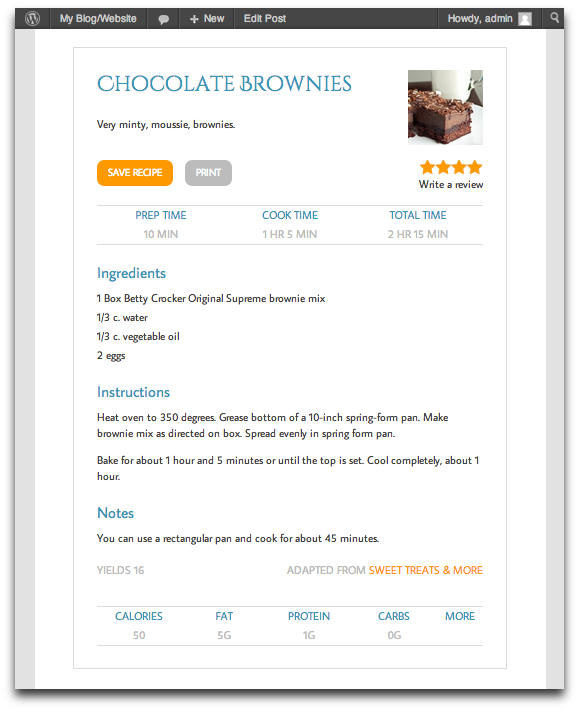 My Blog/Website New Edit Post Howdy, admin
Chocolate Brownies
Very minty, moussie, brownies.
SAVE RECIPE PRINT
Write a review
PREP TIME COOK TIME TOTAL TIME
10 MIN 1 HR 5 MIN 2 HR 15 MIN
Ingredients
1 Box Betty Crocker Original Supreme brownie mix
1/3 c. water
1/3 c. vegetable oil
2 eggs
Instructions
Heat oven to 350 degrees. Grease bottom of a 10-inch spring-form pan. Make
brownie mix as directed on box. Spread evenly in spring form pan.
Bake for about 1 hour and 5 minutes or until the top is set. Cool completely, about 1
hour.
Notes
You can use a rectangular pan and cook for about 45 minutes.
YIELDS 16 ADAPTED FROM SWEET TREATS & MORE
CALORIES FAT PROTEIN CARBS MORE
50 5G 1G 0G